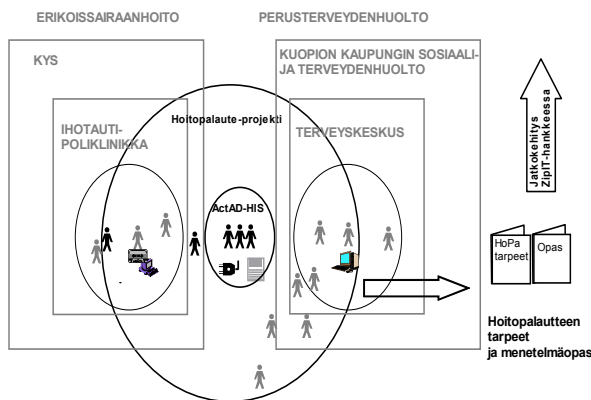 ERIKOISSAIRAANHOITO
PERUSTERVEYDENHUOLTO
KYS
KUOPION KAUPUNGIN SOSIAALI-
JA TERVEYDENHUOLTO
Hoitopalaute-projekti
IHOTAUTI-
POLIKLINIKKA
TERVEYSKESKUS
ActAD-HIS
Jatkokehitys
ZipIT-hankkeessa
HoPa
tarpeet
Opas
Hoitopalautteen
tarpeet
ja menetelmäopas